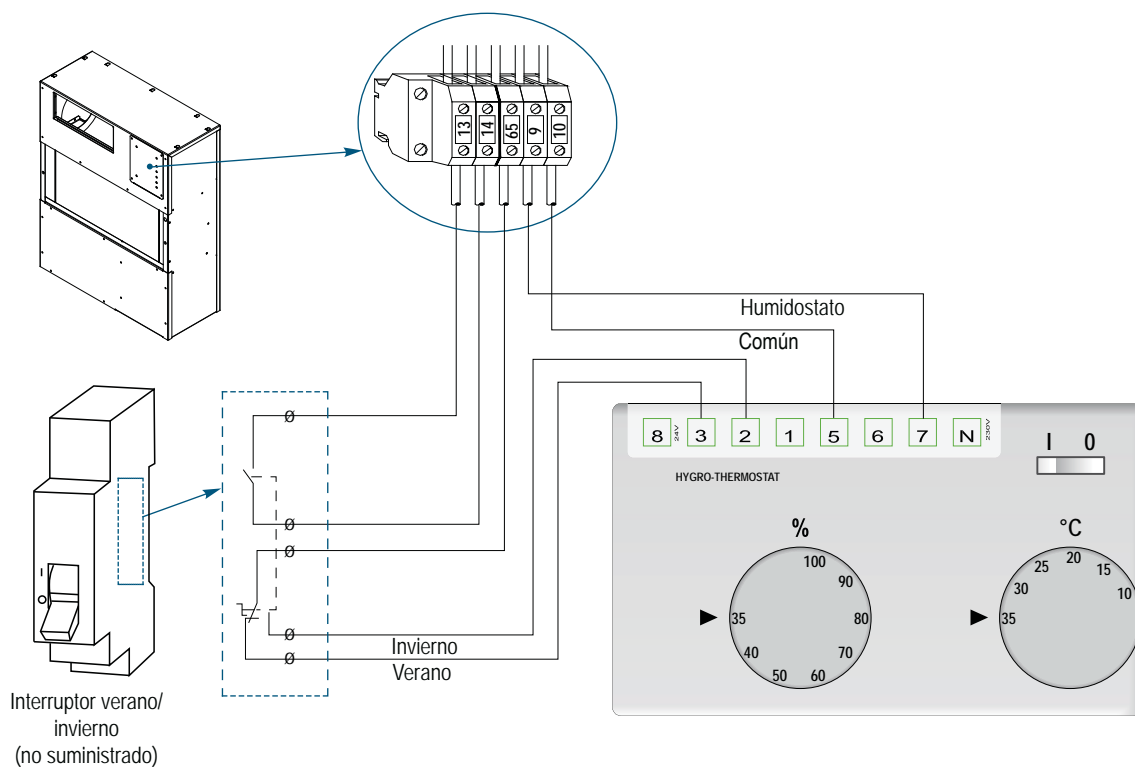 13 14 65 9 10
Humidostato
Común
8 24V 3 2 1 5 6 7 N 230V
I 0
HYGRO-THERMOSTAT
% °C
100
90
80
70
60
50
40
35
20
25
15
30
10
35
Ø
Ø
Ø
Ø
Ø
Invierno
Verano
I
O
Interruptor verano/
invierno
(no suministrado)